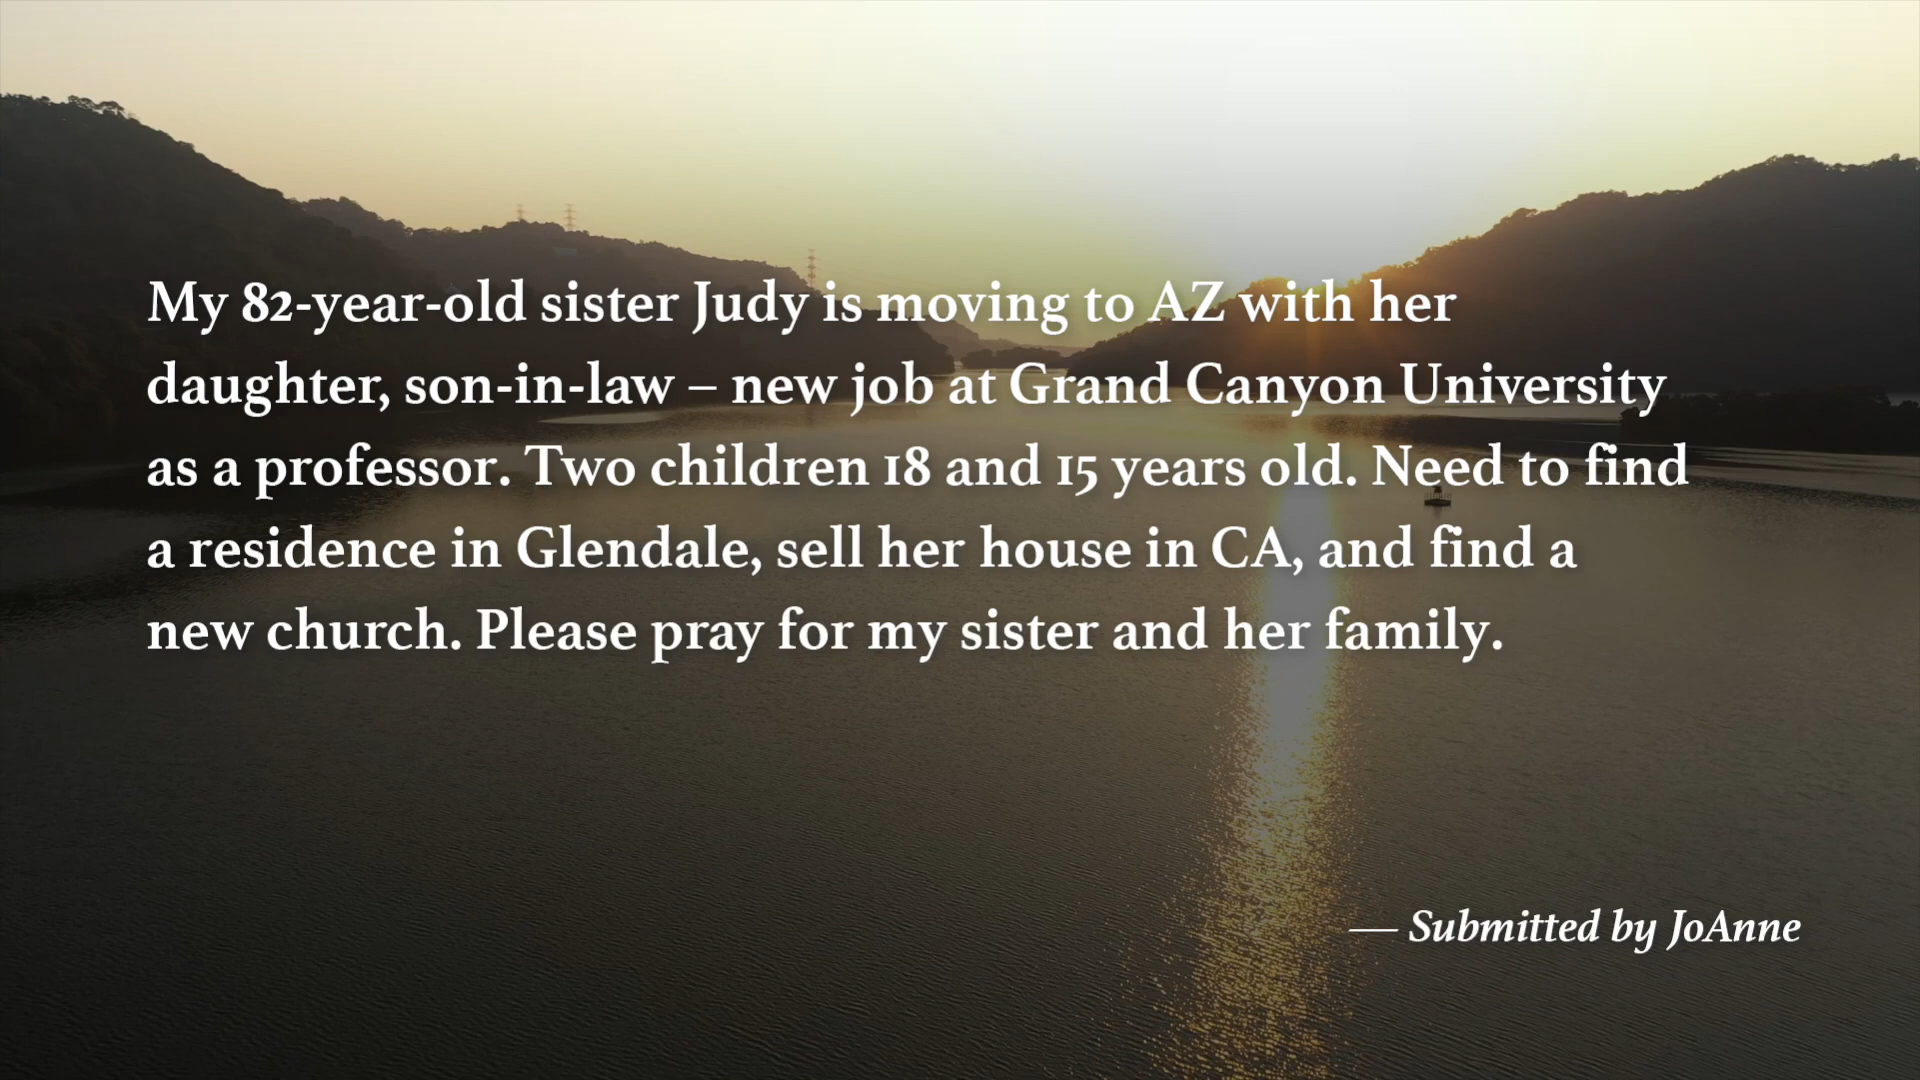 My 82-year-old sister Judy is moving to AZ with her
daughter, son-in-law – new job at Grand Canyon University
as a professor. Two children 18 and 15 years old. Need to find
a residence in Glendale, sell her house in CA, and find a
new church. Please pray for my sister and her family.
— Submitted by JoAnne